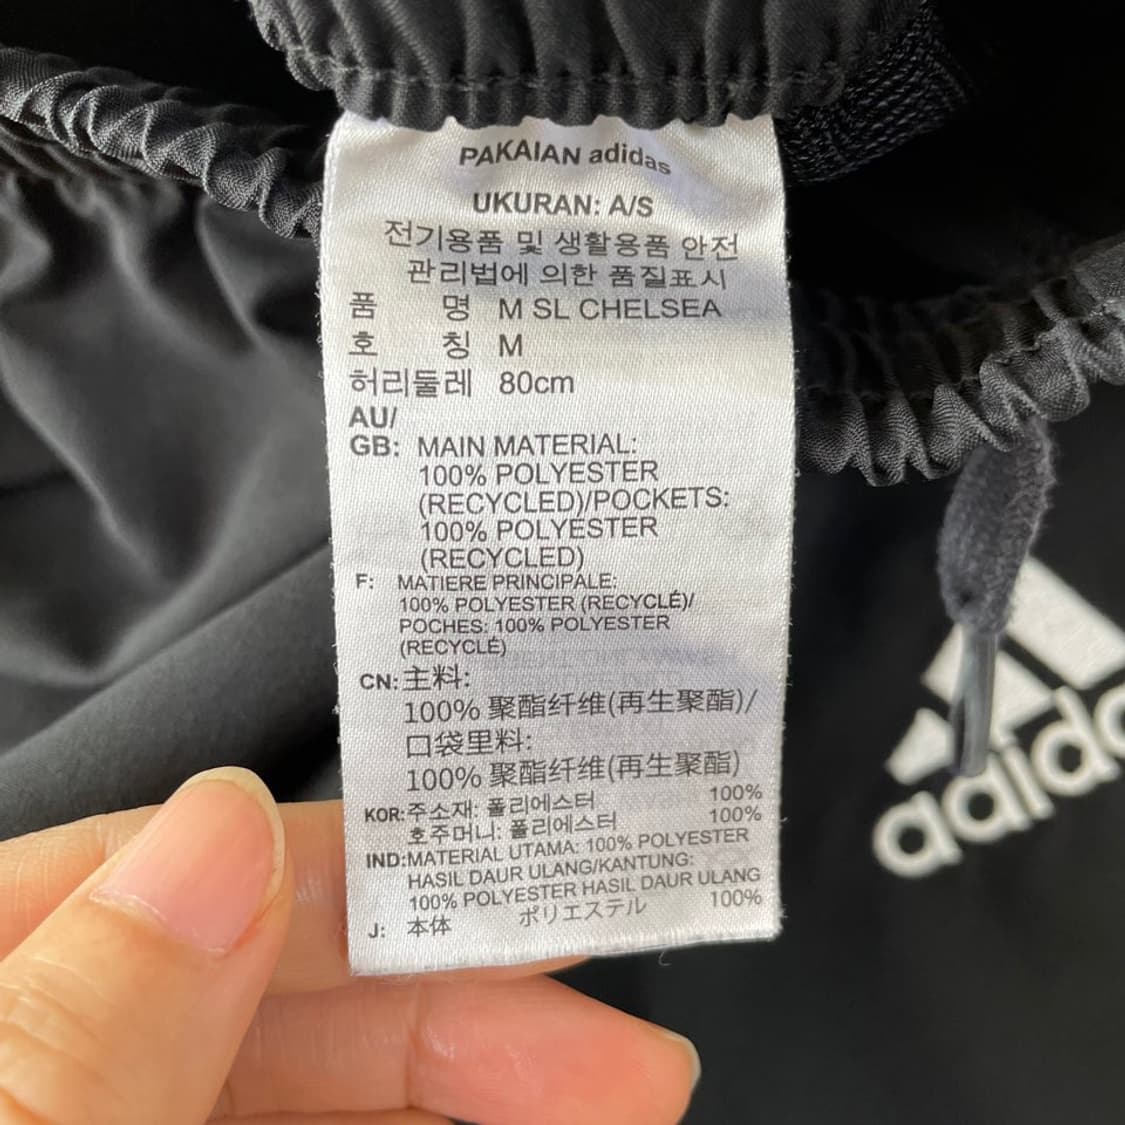 PAKAIAN adidas
UKURAN: A/S
전기용품 및 생활용품 안전
관리법에 의한 품질표시
품 명 M SL CHELSEA
호 칭 M
허리둘레 80cm
AU/
GB: MAIN MATERIAL:
100% POLYESTER
(RECYCLED)/POCKETS:
100% POLYESTER
(RECYCLED)
F: MATIERE PRINCIPALE:
100% POLYESTER (RECYCLÉ)/
POCHES: 100% POLYESTER
(RECYCLÉ)
CN: 主料:
100% 聚酯纤维(再生聚酯)/
口袋里料:
100% 聚酯纤维(再生聚酯)
KOR: 주소재: 폴리에스터 100%
호주머니: 폴리에스터 100%
IND: MATERIAL UTAMA: 100% POLYESTER
HASIL DAUR ULANG/KANTUNG:
100% POLYESTER HASIL DAUR ULANG
J: 本体 ポリエステル 100%
adidas